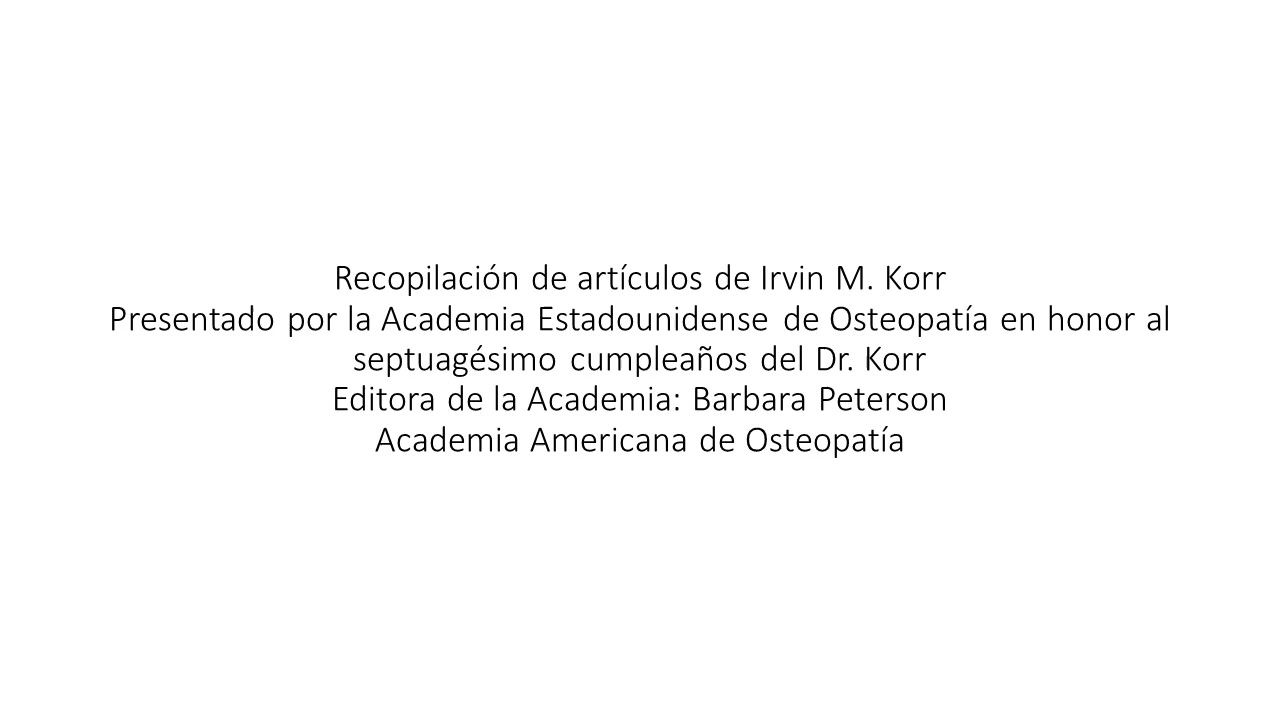 Recopilación de artículos de Irvin M. Korr
Presentado por la Academia Estadounidense de Osteopatía en honor al
septuagésimo cumpleaños del Dr. Korr
Editora de la Academia: Barbara Peterson
Academia Americana de Osteopatía